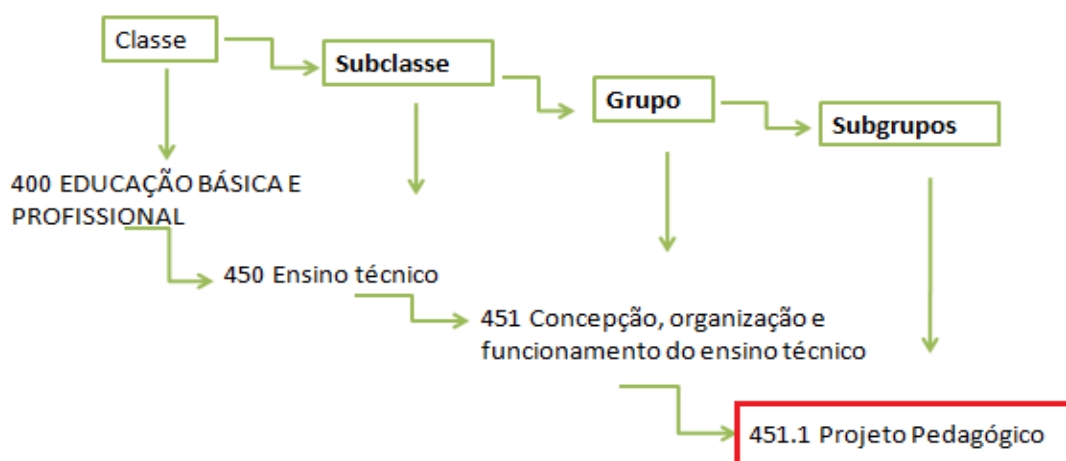 Classe
Subclasse
Grupo
Subgrupos
400 EDUCAÇÃO BÁSICA E
PROFISSIONAL
450 Ensino técnico
451 Concepção, organização e
funcionamento do ensino técnico
451.1 Projeto Pedagógico